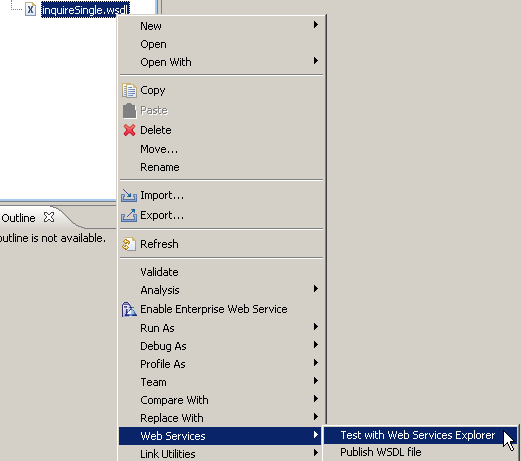 inquireSingle.wsdl
New
Open
Open With
Copy
Paste
Delete
Move...
Rename
Outline
outline is not available.
Import...
Export...
Refresh
Validate
Analysis
Enable Enterprise Web Service
Run As
Debug As
Profile As
Team
Compare With
Replace With
Web Services
Test with Web Services Explorer
Link Utilities
Publish WSDL file